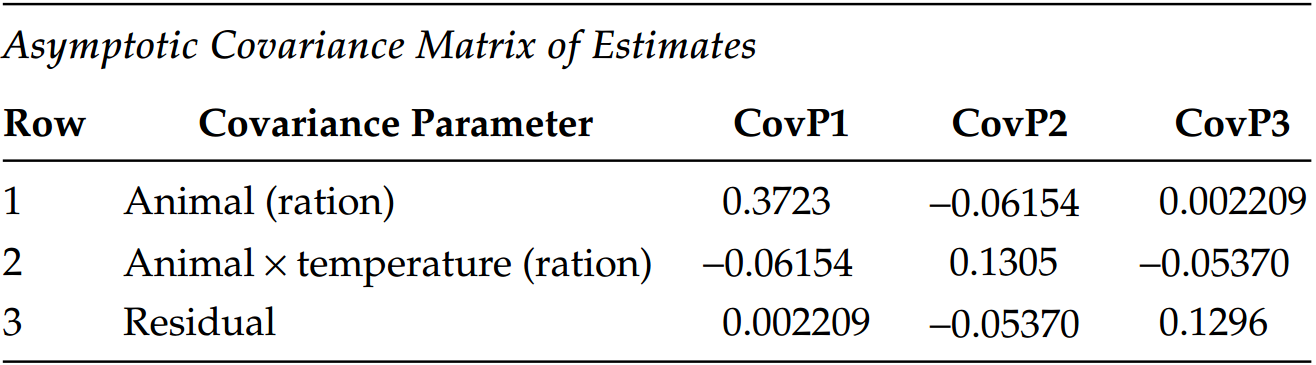 Asymptotic Covariance Matrix of Estimates
Row Covariance Parameter CovP1 CovP2 CovP3
1 Animal (ration) 0.3723 –0.06154 0.002209
2 Animal × temperature (ration) –0.06154 0.1305 –0.05370
3 Residual 0.002209 –0.05370 0.1296